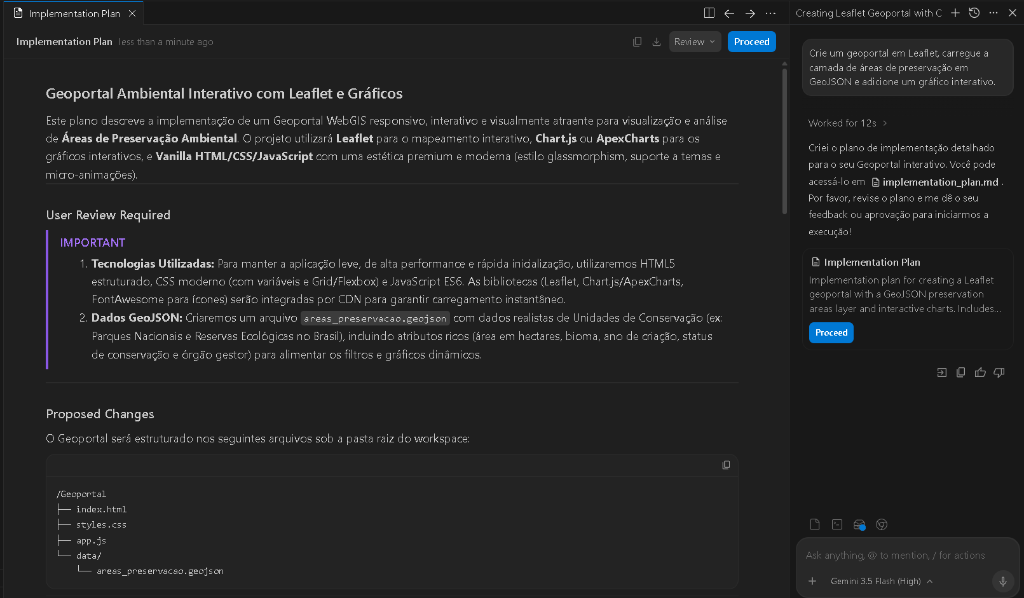 Implementation Plan
Implementation Plan less than a minute ago
Review
Proceed
Geoportal Ambiental Interativo com Leaflet e Gráficos
Este plano descreve a implementação de um Geoportal WebGIS responsivo, interativo e visualmente atraente para visualização e análise
de Áreas de Preservação Ambiental. O projeto utilizará Leaflet para o mapeamento interativo, Chart.js ou ApexCharts para os
gráficos interativos, e Vanilla HTML/CSS/JavaScript com uma estética premium e moderna (estilo glassmorphism, suporte a temas e
micro-animações).
User Review Required
IMPORTANT
1. Tecnologias Utilizadas: Para manter a aplicação leve, de alta performance e rápida inicialização, utilizaremos HTML5
estruturado, CSS moderno (com variáveis e Grid/Flexbox) e JavaScript ES6. As bibliotecas (Leaflet, Chart.js/ApexCharts,
FontAwesome para ícones) serão integradas por CDN para garantir carregamento instantâneo.
2. Dados GeoJSON: Criaremos um arquivo areas_preservacao.geojson com dados realistas de Unidades de Conservação (ex:
Parques Nacionais e Reservas Ecológicas no Brasil), incluindo atributos ricos (área em hectares, bioma, ano de criação, status
de conservação e órgão gestor) para alimentar os filtros e gráficos dinâmicos.
Proposed Changes
O Geoportal será estruturado nos seguintes arquivos sob a pasta raiz do workspace:
/Geoportal
├── index.html
├── styles.css
├── app.js
└── data/
└── areas_preservacao.geojson
Creating Leaflet Geoportal with C
Crie um geoportal em Leaflet, carregue a
camada de áreas de preservação em
GeoJSON e adicione um gráfico interativo.
Worked for 12s >
Criei o plano de implementação detalhado
para o seu Geoportal interativo. Você pode
acessá-lo em implementation_plan.md .
Por favor, revise o plano e me dê o seu
feedback ou aprovação para iniciarmos a
execução!
Implementation Plan
Implementation plan for creating a Leaflet
geoportal with a GeoJSON preservation
areas layer and interactive charts. Includes...
Proceed
Ask anything, @ to mention, / for actions
Gemini 3.5 Flash (High)